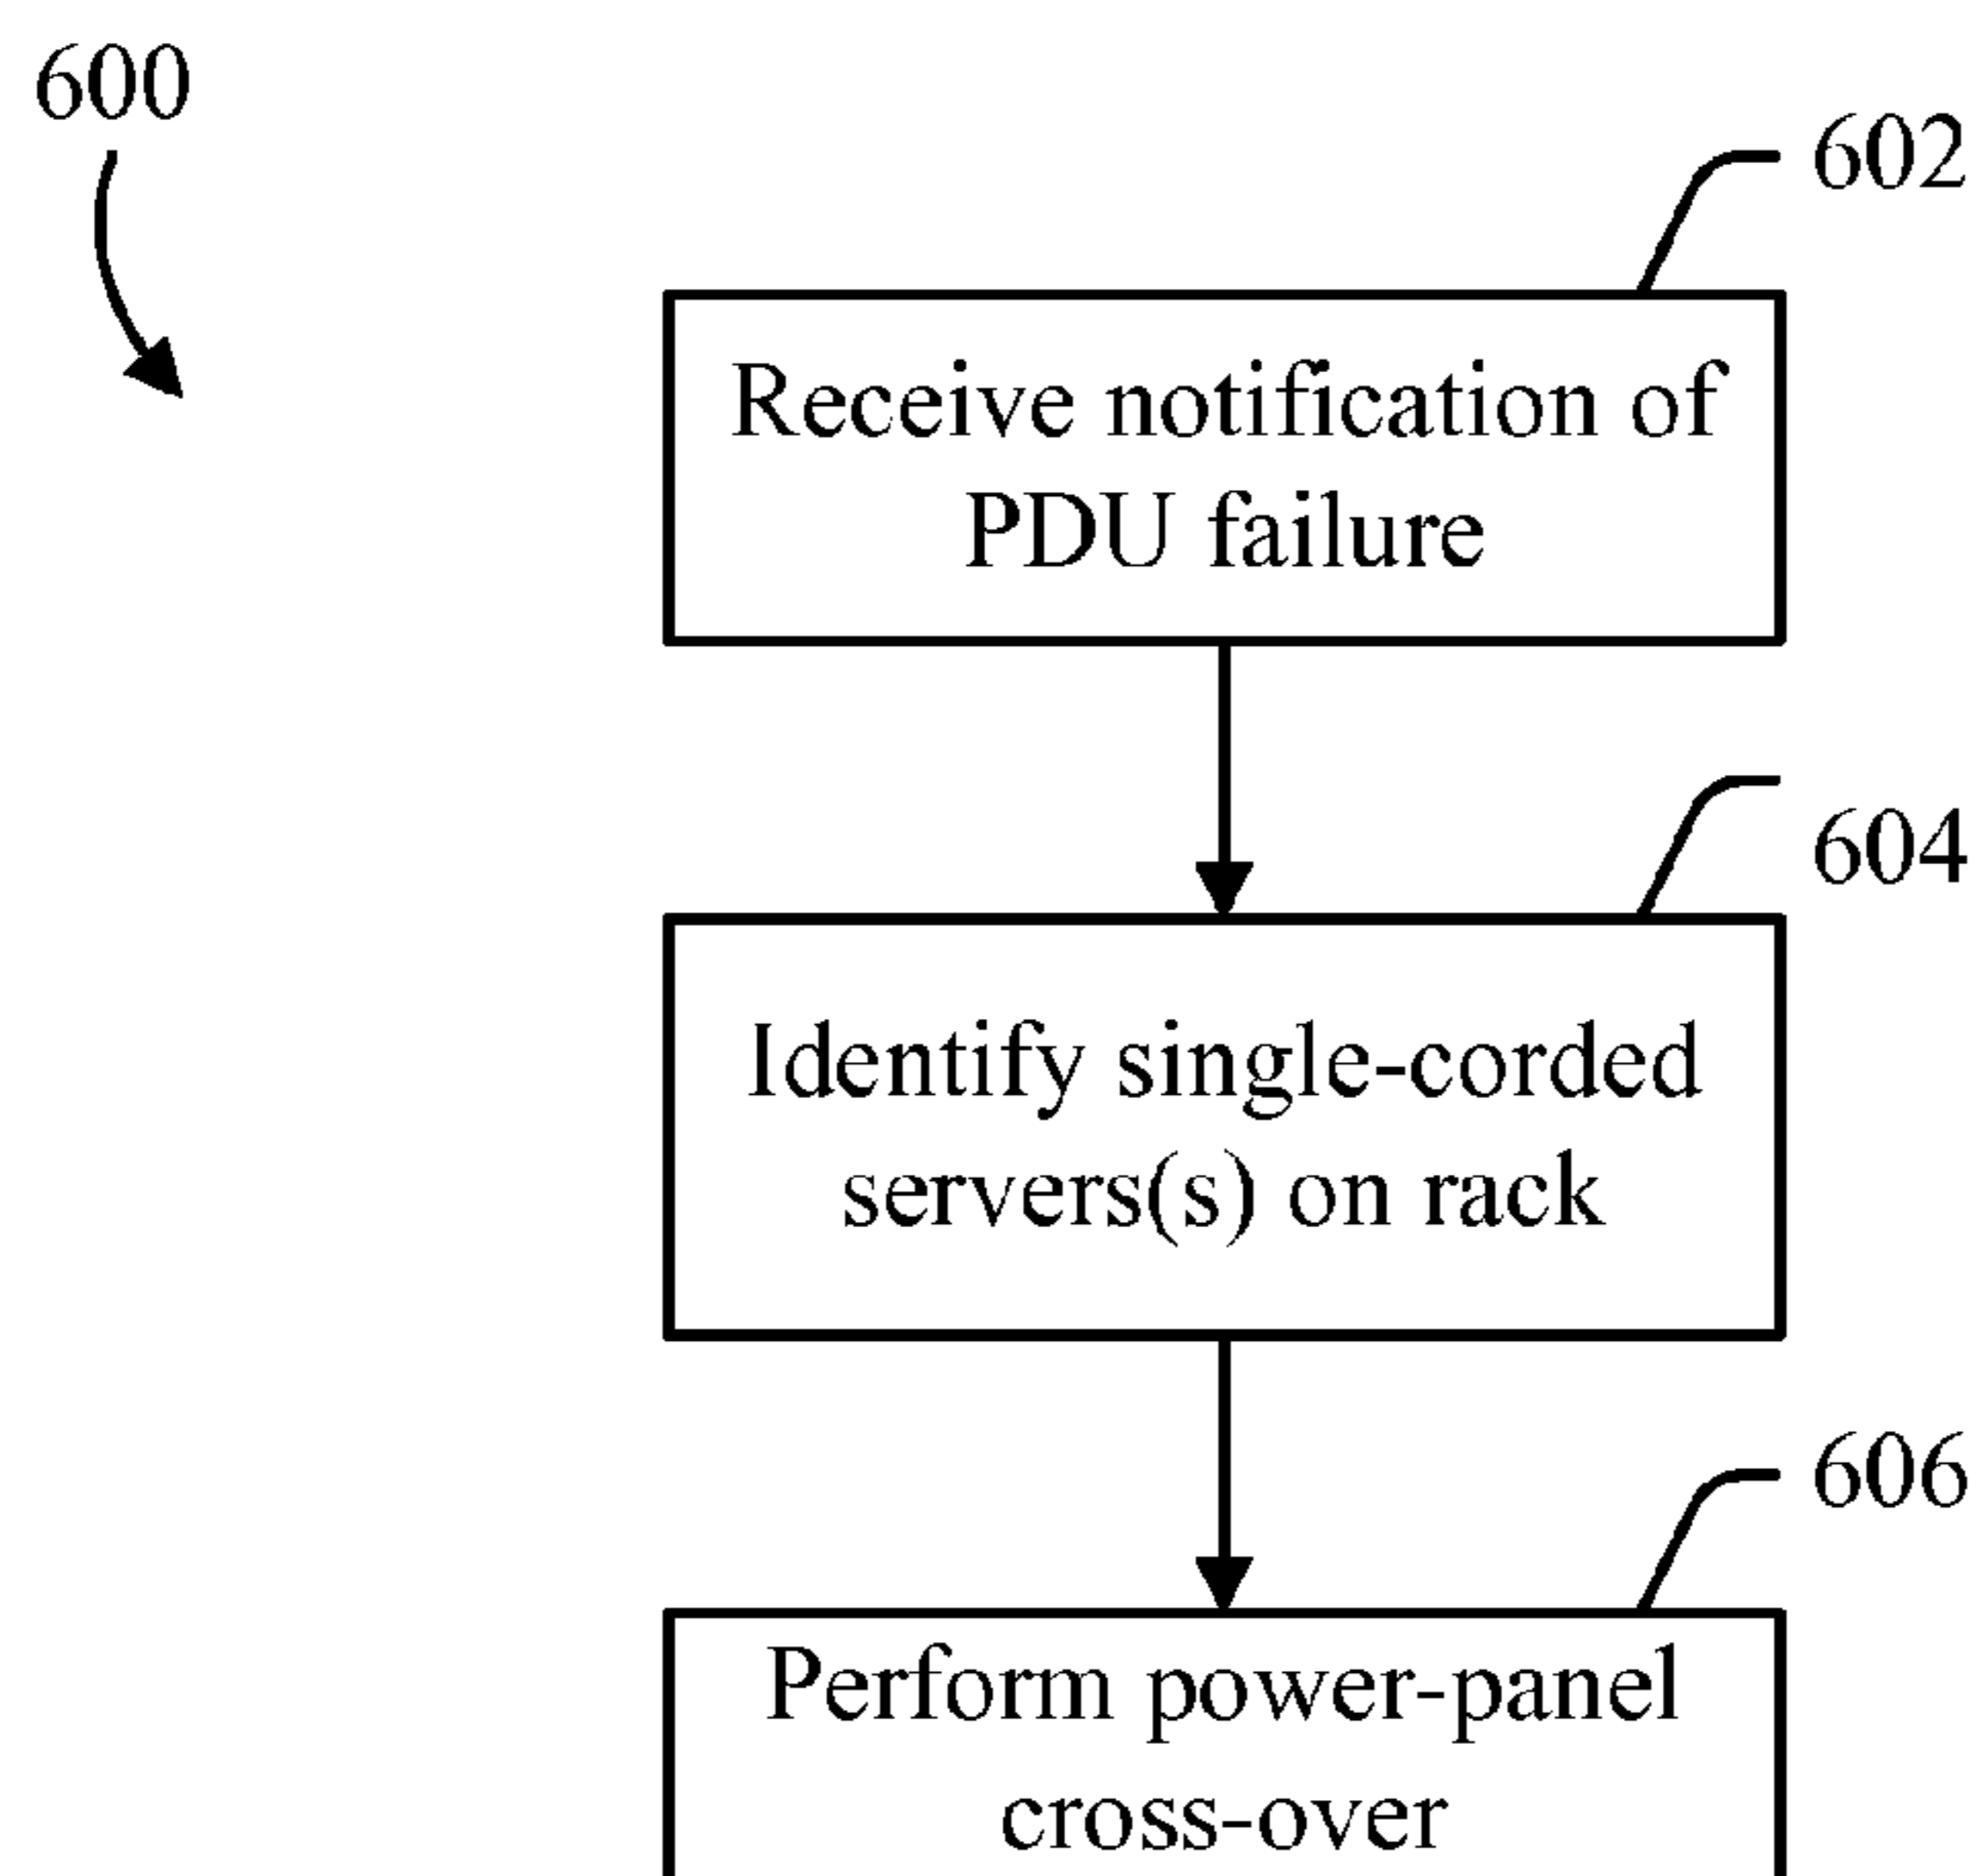 600
602
Receive notification of
PDU failure
604
Identify single-corded
servers(s) on rack
606
Perform power-panel
cross-over